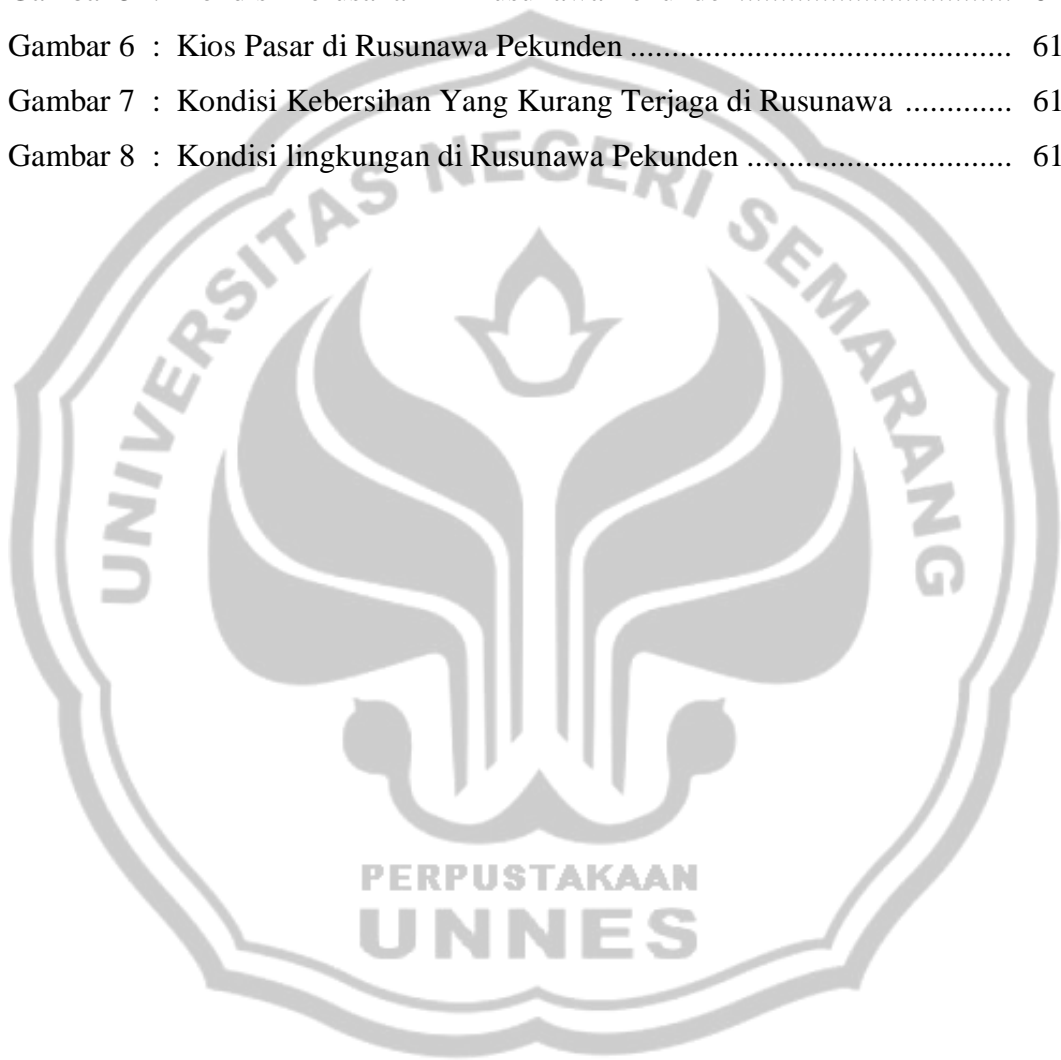 Gambar 6 : Kios Pasar di Rusunawa Pekunden ............................................... 61
Gambar 7 : Kondisi Kebersihan Yang Kurang Terjaga di Rusunawa ............. 61
Gambar 8 : Kondisi lingkungan di Rusunawa Pekunden ................................ 61
UNIVERSITAS NEGERI SEMARANG
PERPUSTAKAAN
UNNES